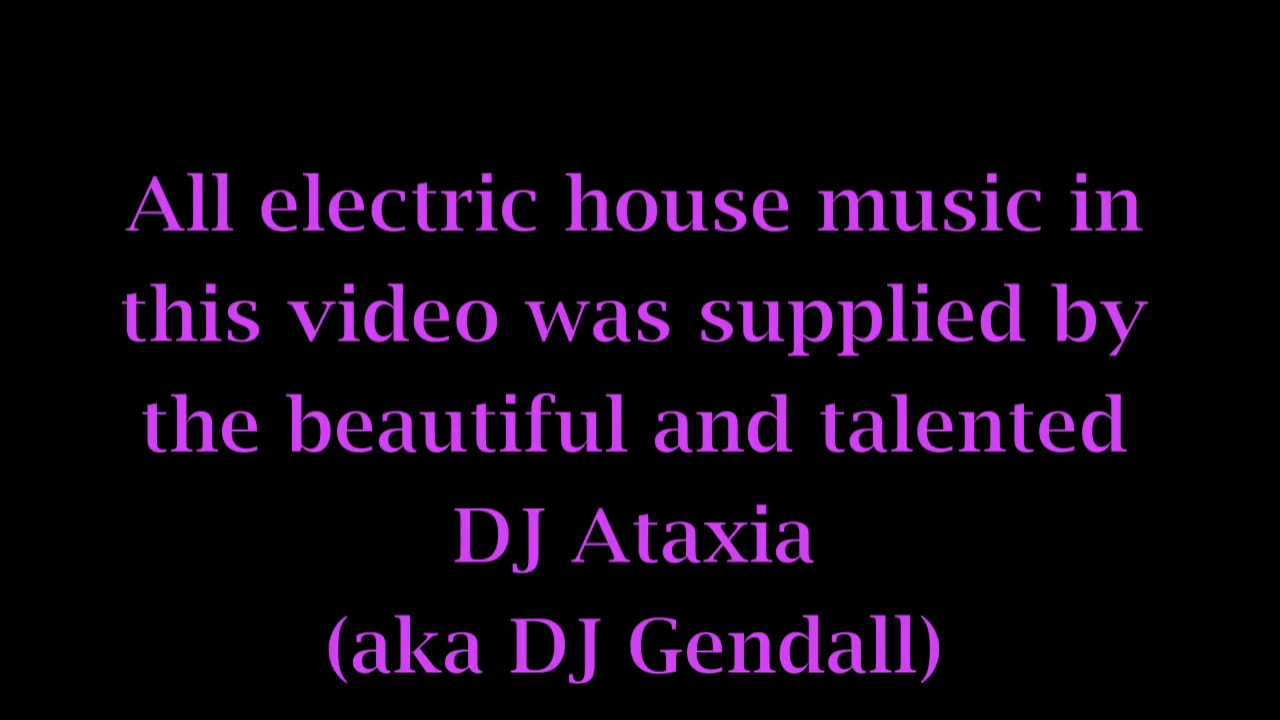 All electric house music in
this video was supplied by
the beautiful and talented
DJ Ataxia
(aka DJ Gendall)